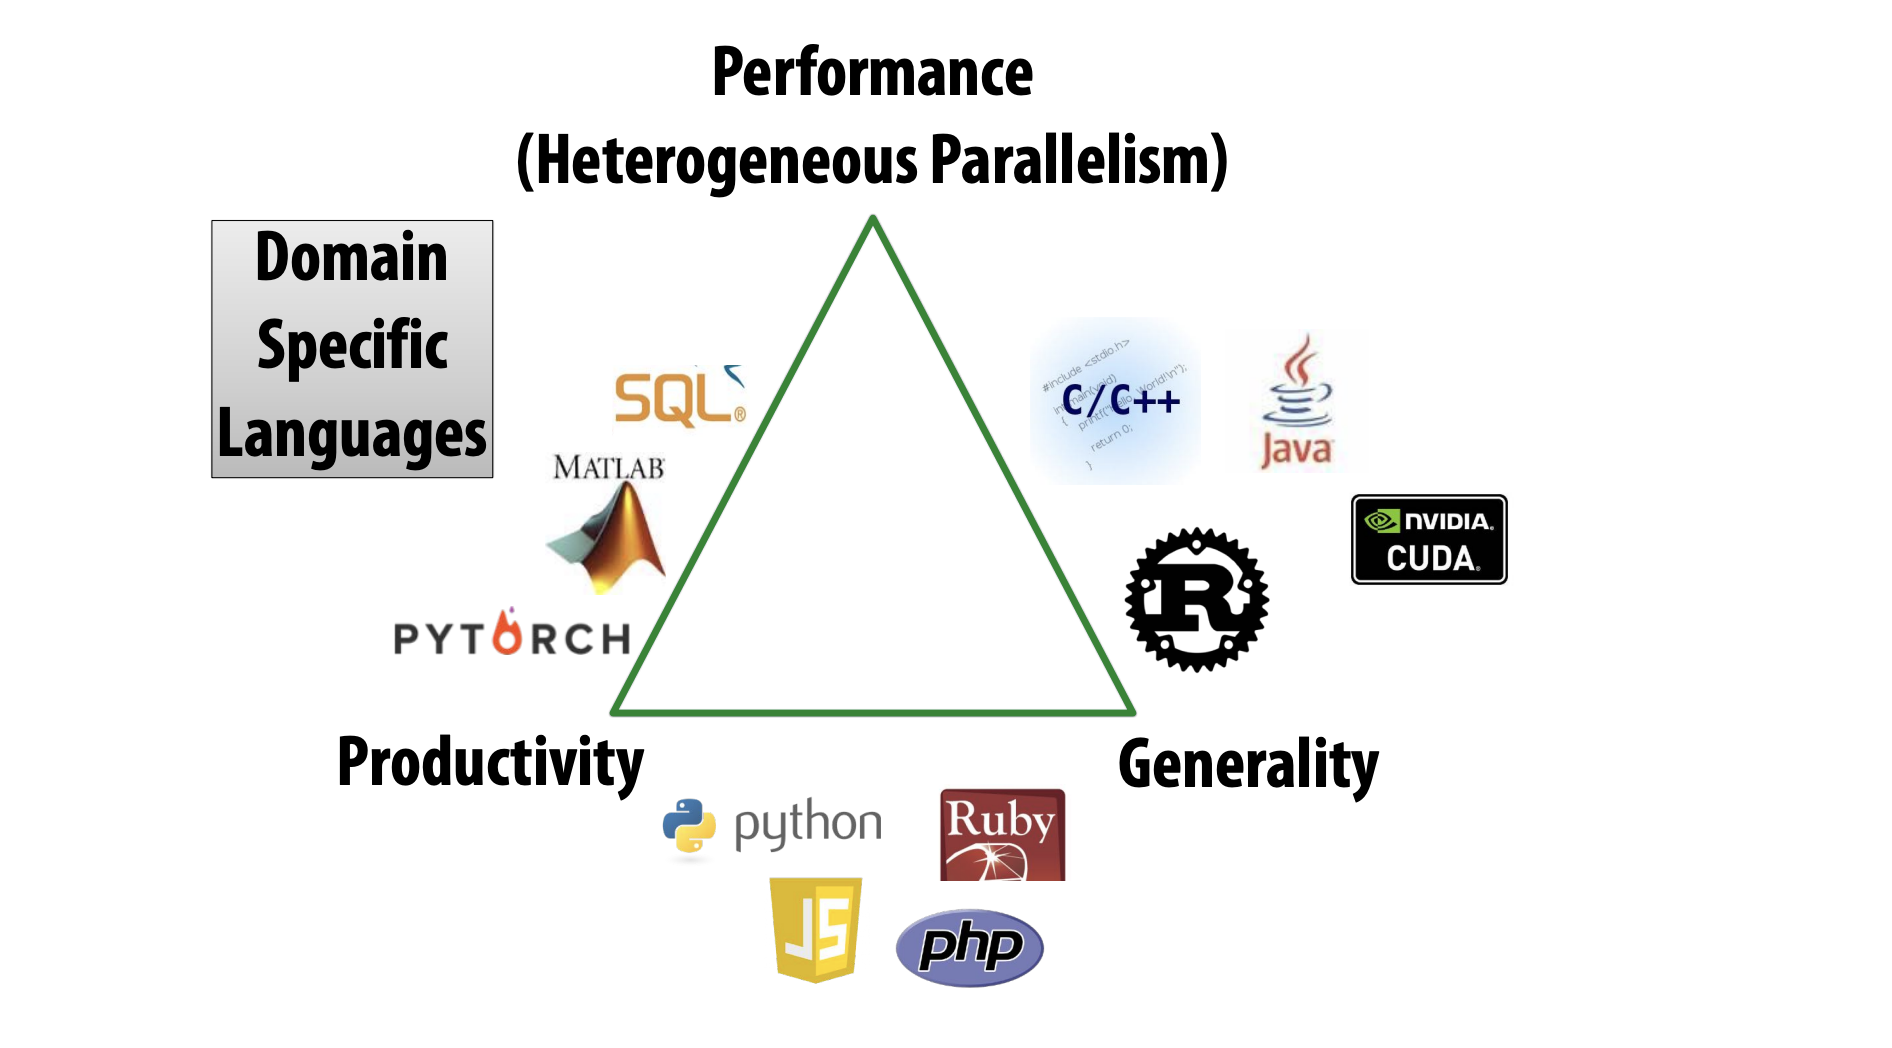 Performance
(Heterogeneous Parallelism)
Domain
Specific
Languages
SQL®
MATLAB
PYTORCH
#include <stdio.h>
int main(void)
{ printf("Hello, World!\n");
return 0;
}
C/C++
Java
NVIDIA.
CUDA.
R
Productivity
Generality
python
Ruby
JS
php